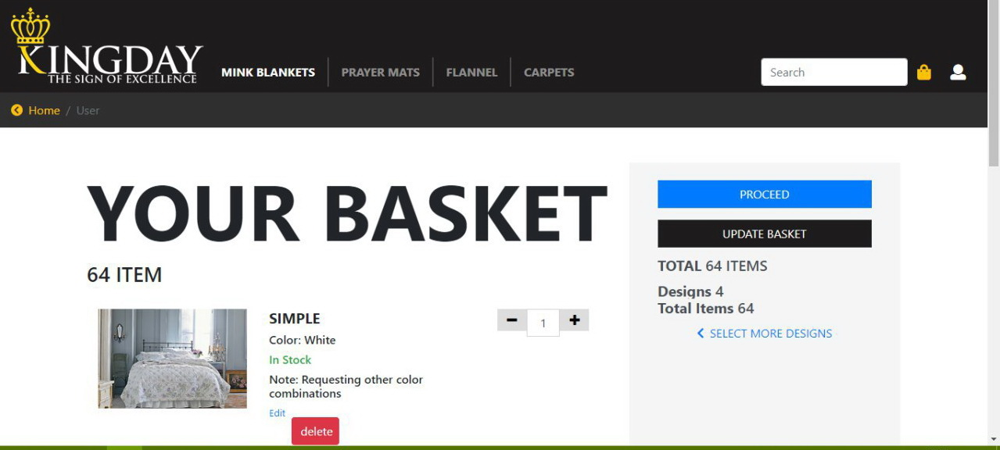 KINGDAY
THE SIGN OF EXCELLENCE
MINK BLANKETS
PRAYER MATS
FLANNEL
CARPETS
Search
Home / User
YOUR BASKET
64 ITEM
SIMPLE
Color: White
In Stock
Note: Requesting other color
combinations
Edit
delete
1
PROCEED
UPDATE BASKET
TOTAL 64 ITEMS
Designs 4
Total Items 64
SELECT MORE DESIGNS